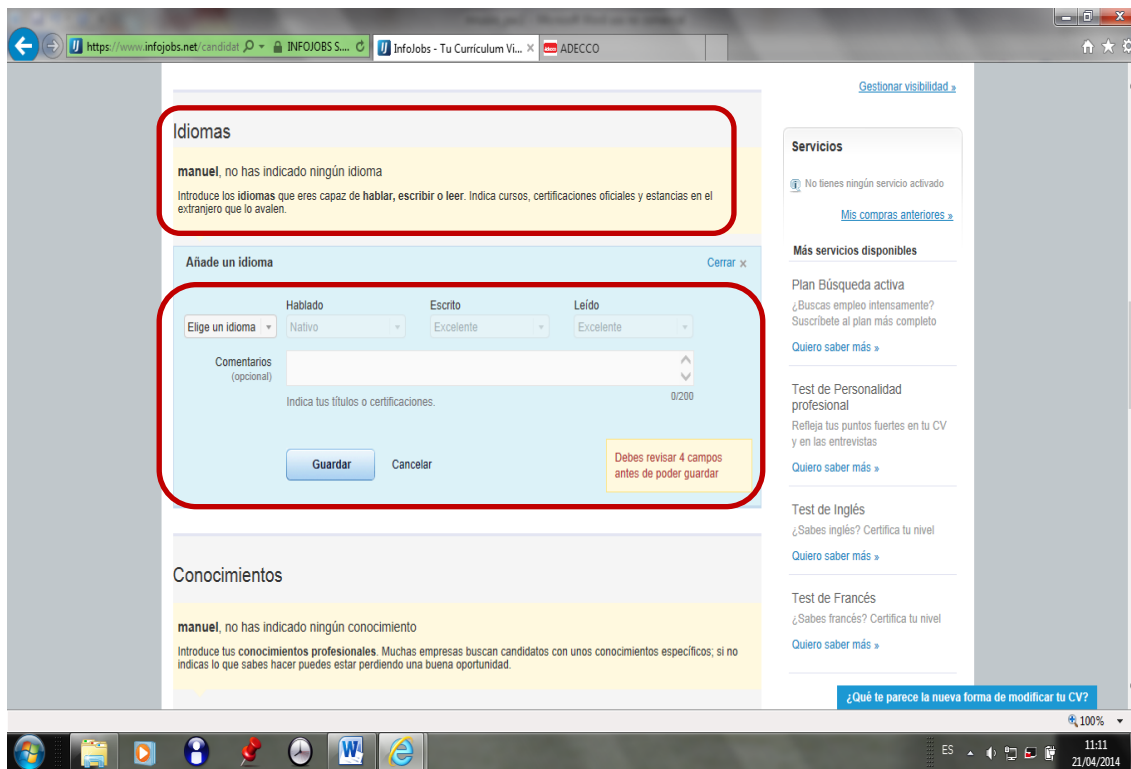 https://www.infojobs.net/candidat
INFOJOBS S....
InfoJobs - Tu Currículum Vi...
ADECCO
Gestionar visibilidad »
Idiomas
manuel, no has indicado ningún idioma
Introduce los idiomas que eres capaz de hablar, escribir o leer. Indica cursos, certificaciones oficiales y estancias en el
extranjero que lo avalen.
Añade un idioma
Cerrar x
Hablado Escrito Leído
Elige un idioma Nativo Excelente Excelente
Comentarios
(opcional)
Indica tus títulos o certificaciones.
0/200
Guardar Cancelar
Debes revisar 4 campos
antes de poder guardar
Conocimientos
manuel, no has indicado ningún conocimiento
Introduce tus conocimientos profesionales. Muchas empresas buscan candidatos con unos conocimientos específicos; si no
indicas lo que sabes hacer puedes estar perdiendo una buena oportunidad.
Servicios
No tienes ningún servicio activado
Mis compras anteriores »
Más servicios disponibles
Plan Búsqueda activa
¿Buscas empleo intensamente?
Suscríbete al plan más completo
Quiero saber más »
Test de Personalidad
profesional
Refleja tus puntos fuertes en tu CV
y en las entrevistas
Quiero saber más »
Test de Inglés
¿Sabes inglés? Certifica tu nivel
Quiero saber más »
Test de Francés
¿Sabes francés? Certifica tu nivel
Quiero saber más »
¿Qué te parece la nueva forma de modificar tu CV?
100%
ES
11:11
21/04/2014